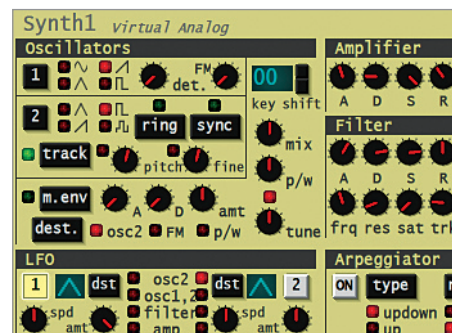 Synth1 Virtual Analog
Oscillators
Amplifier
1 FM
det.
00
key shift
A D S R
2
ring sync
mix
Filter
track
pitch fine
p/w
A D S R
m.env
A D amt
dest.
osc2 FM p/w
tune
frq res sat trk
LFO
Arpeggiator
1 dst osc2 dst 2
ON type
osc1,2
spd filter spd
updown
amt amp amt
up